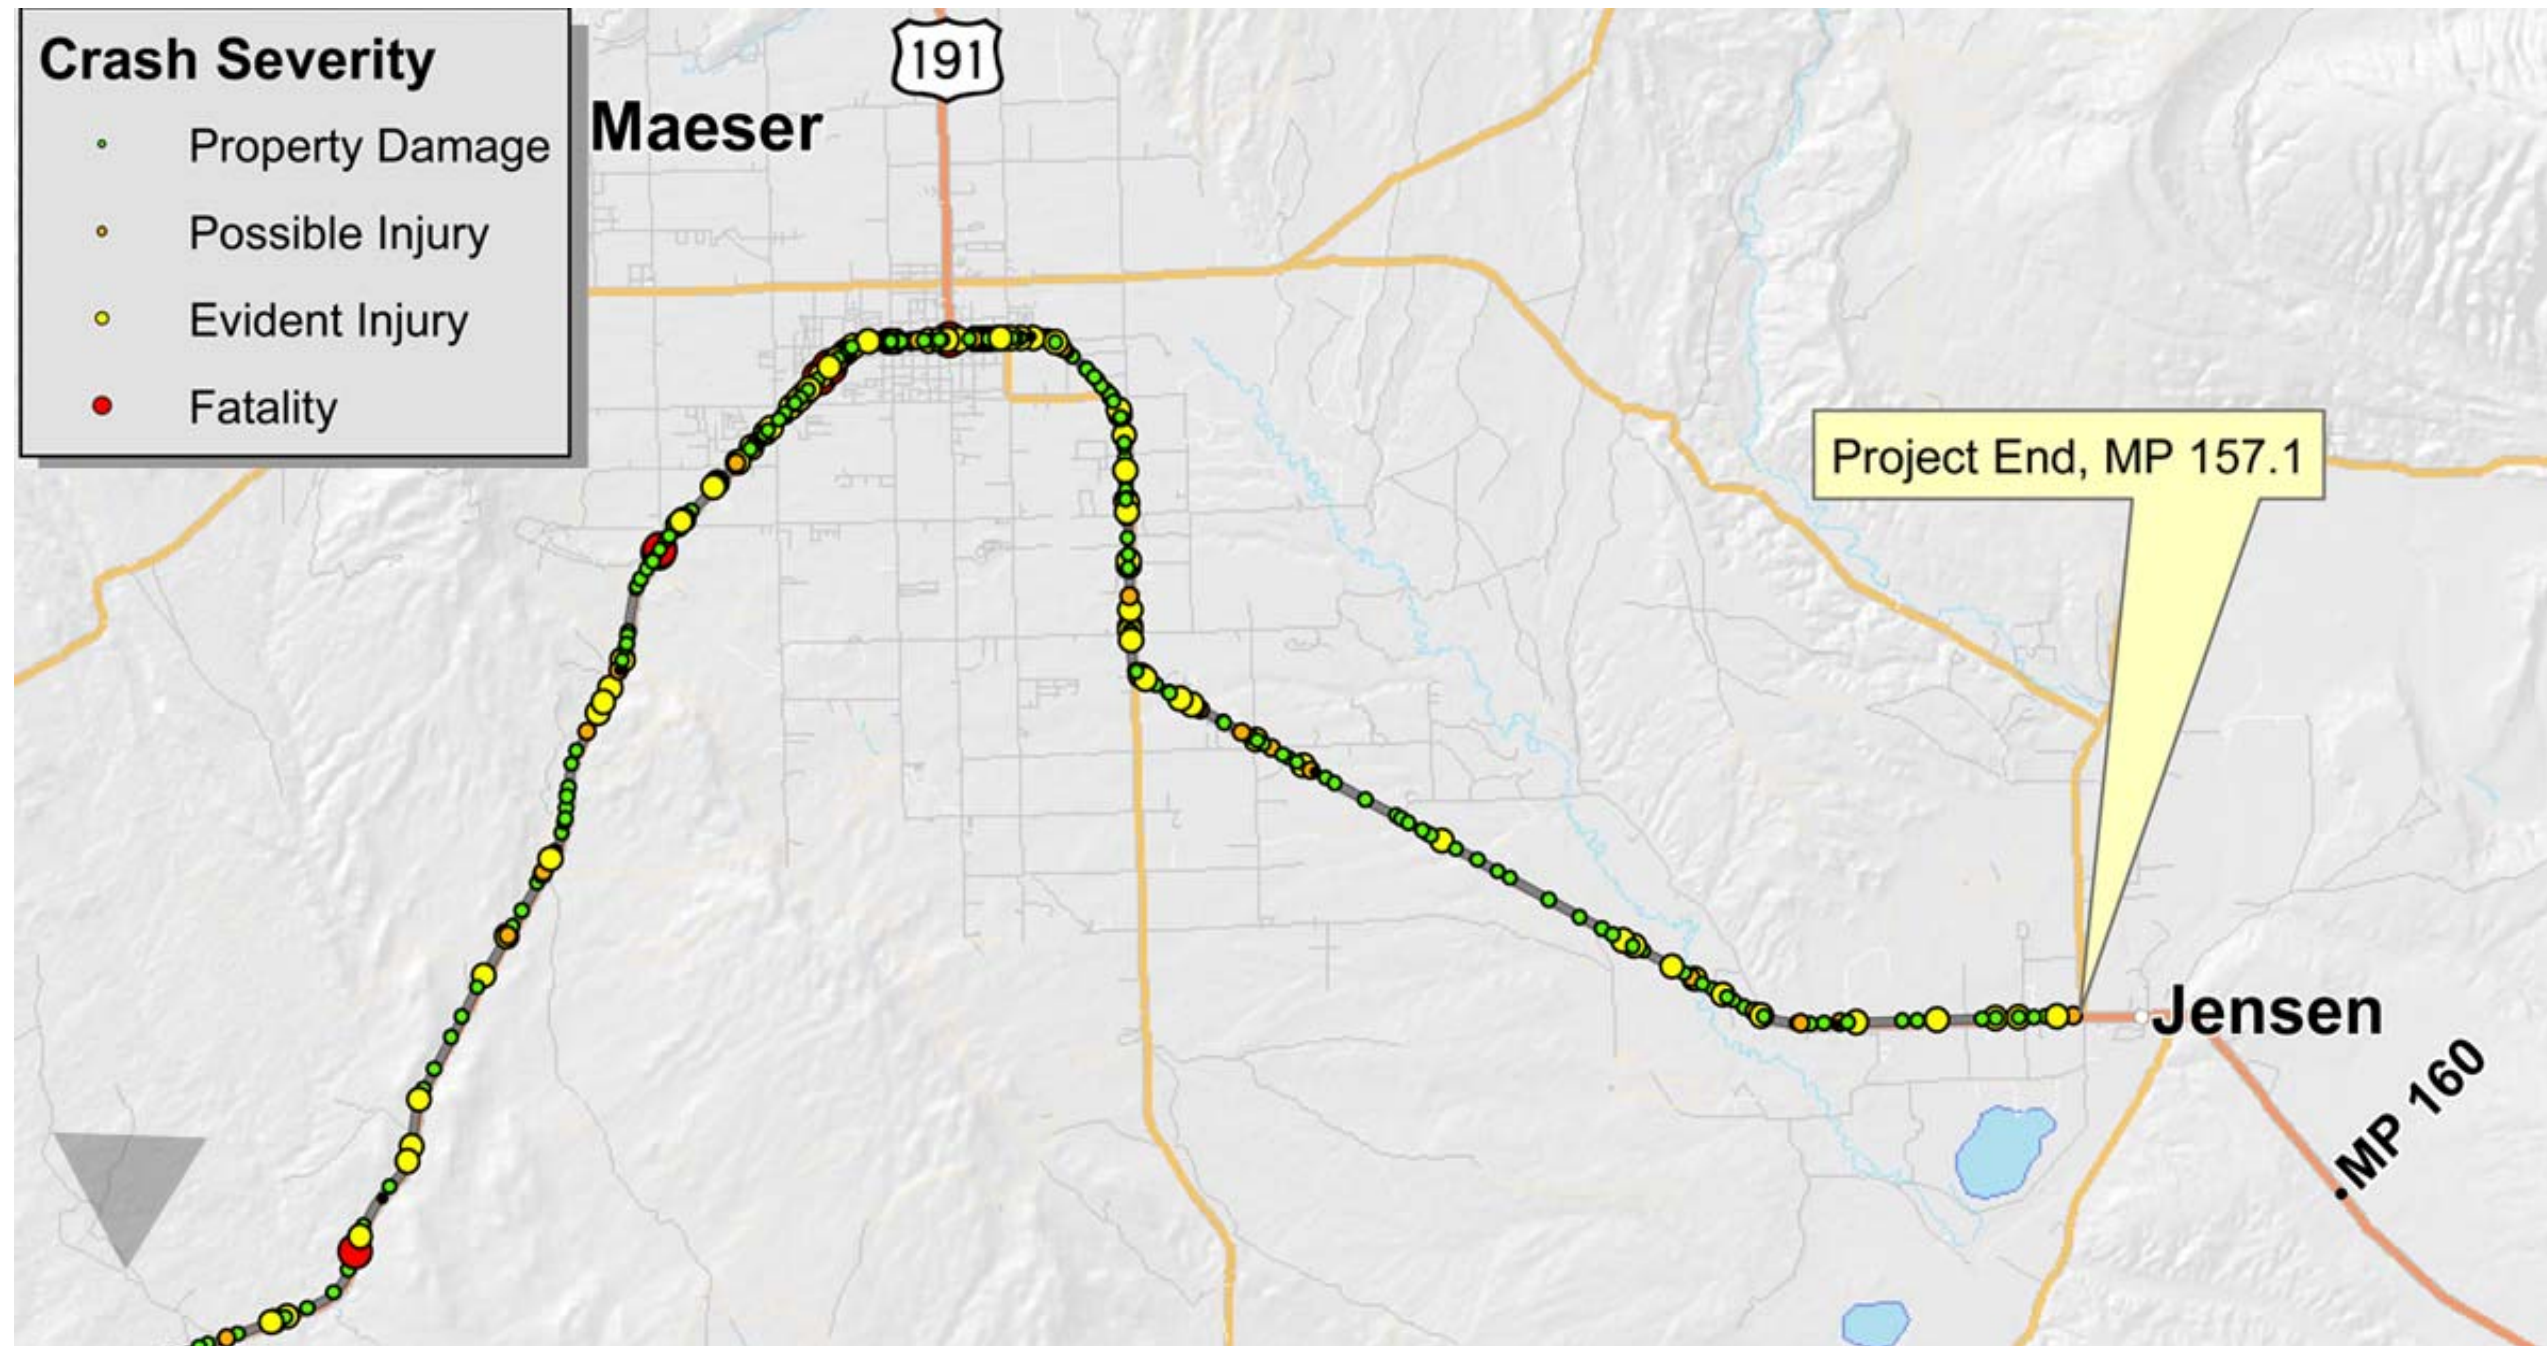 Crash Severity
Property Damage
Possible Injury
Evident Injury
Fatality
191
Maeser
Project End, MP 157.1
Jensen
MP 160